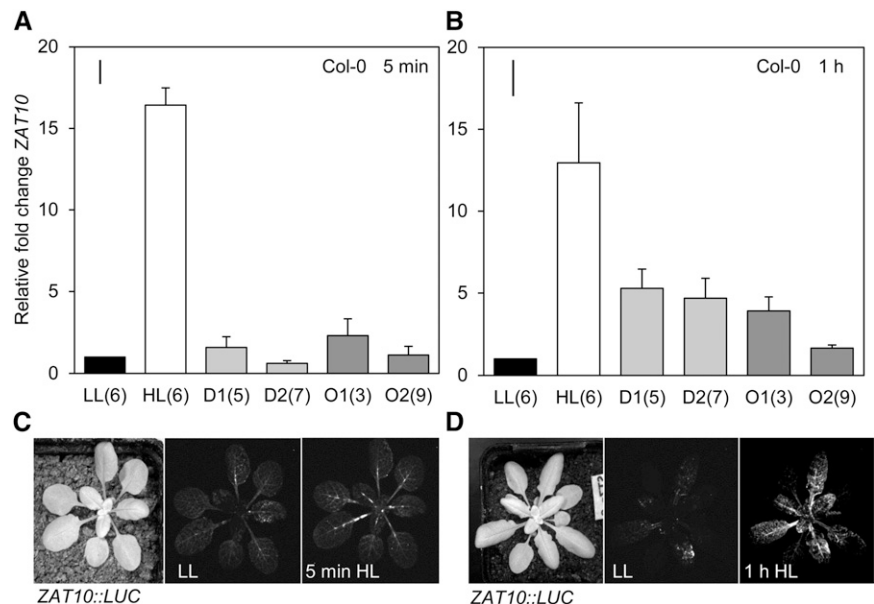 A
B
Relative fold change ZAT10
20
15
10
5
0
Col-0 5 min
LL(6) HL(6) D1(5) D2(7) O1(3) O2(9)
20
15
10
5
0
Col-0 1 h
LL(6) HL(6) D1(5) D2(7) O1(3) O2(9)
C
D
LL
5 min HL
ZAT10::LUC
LL
1 h HL
ZAT10::LUC